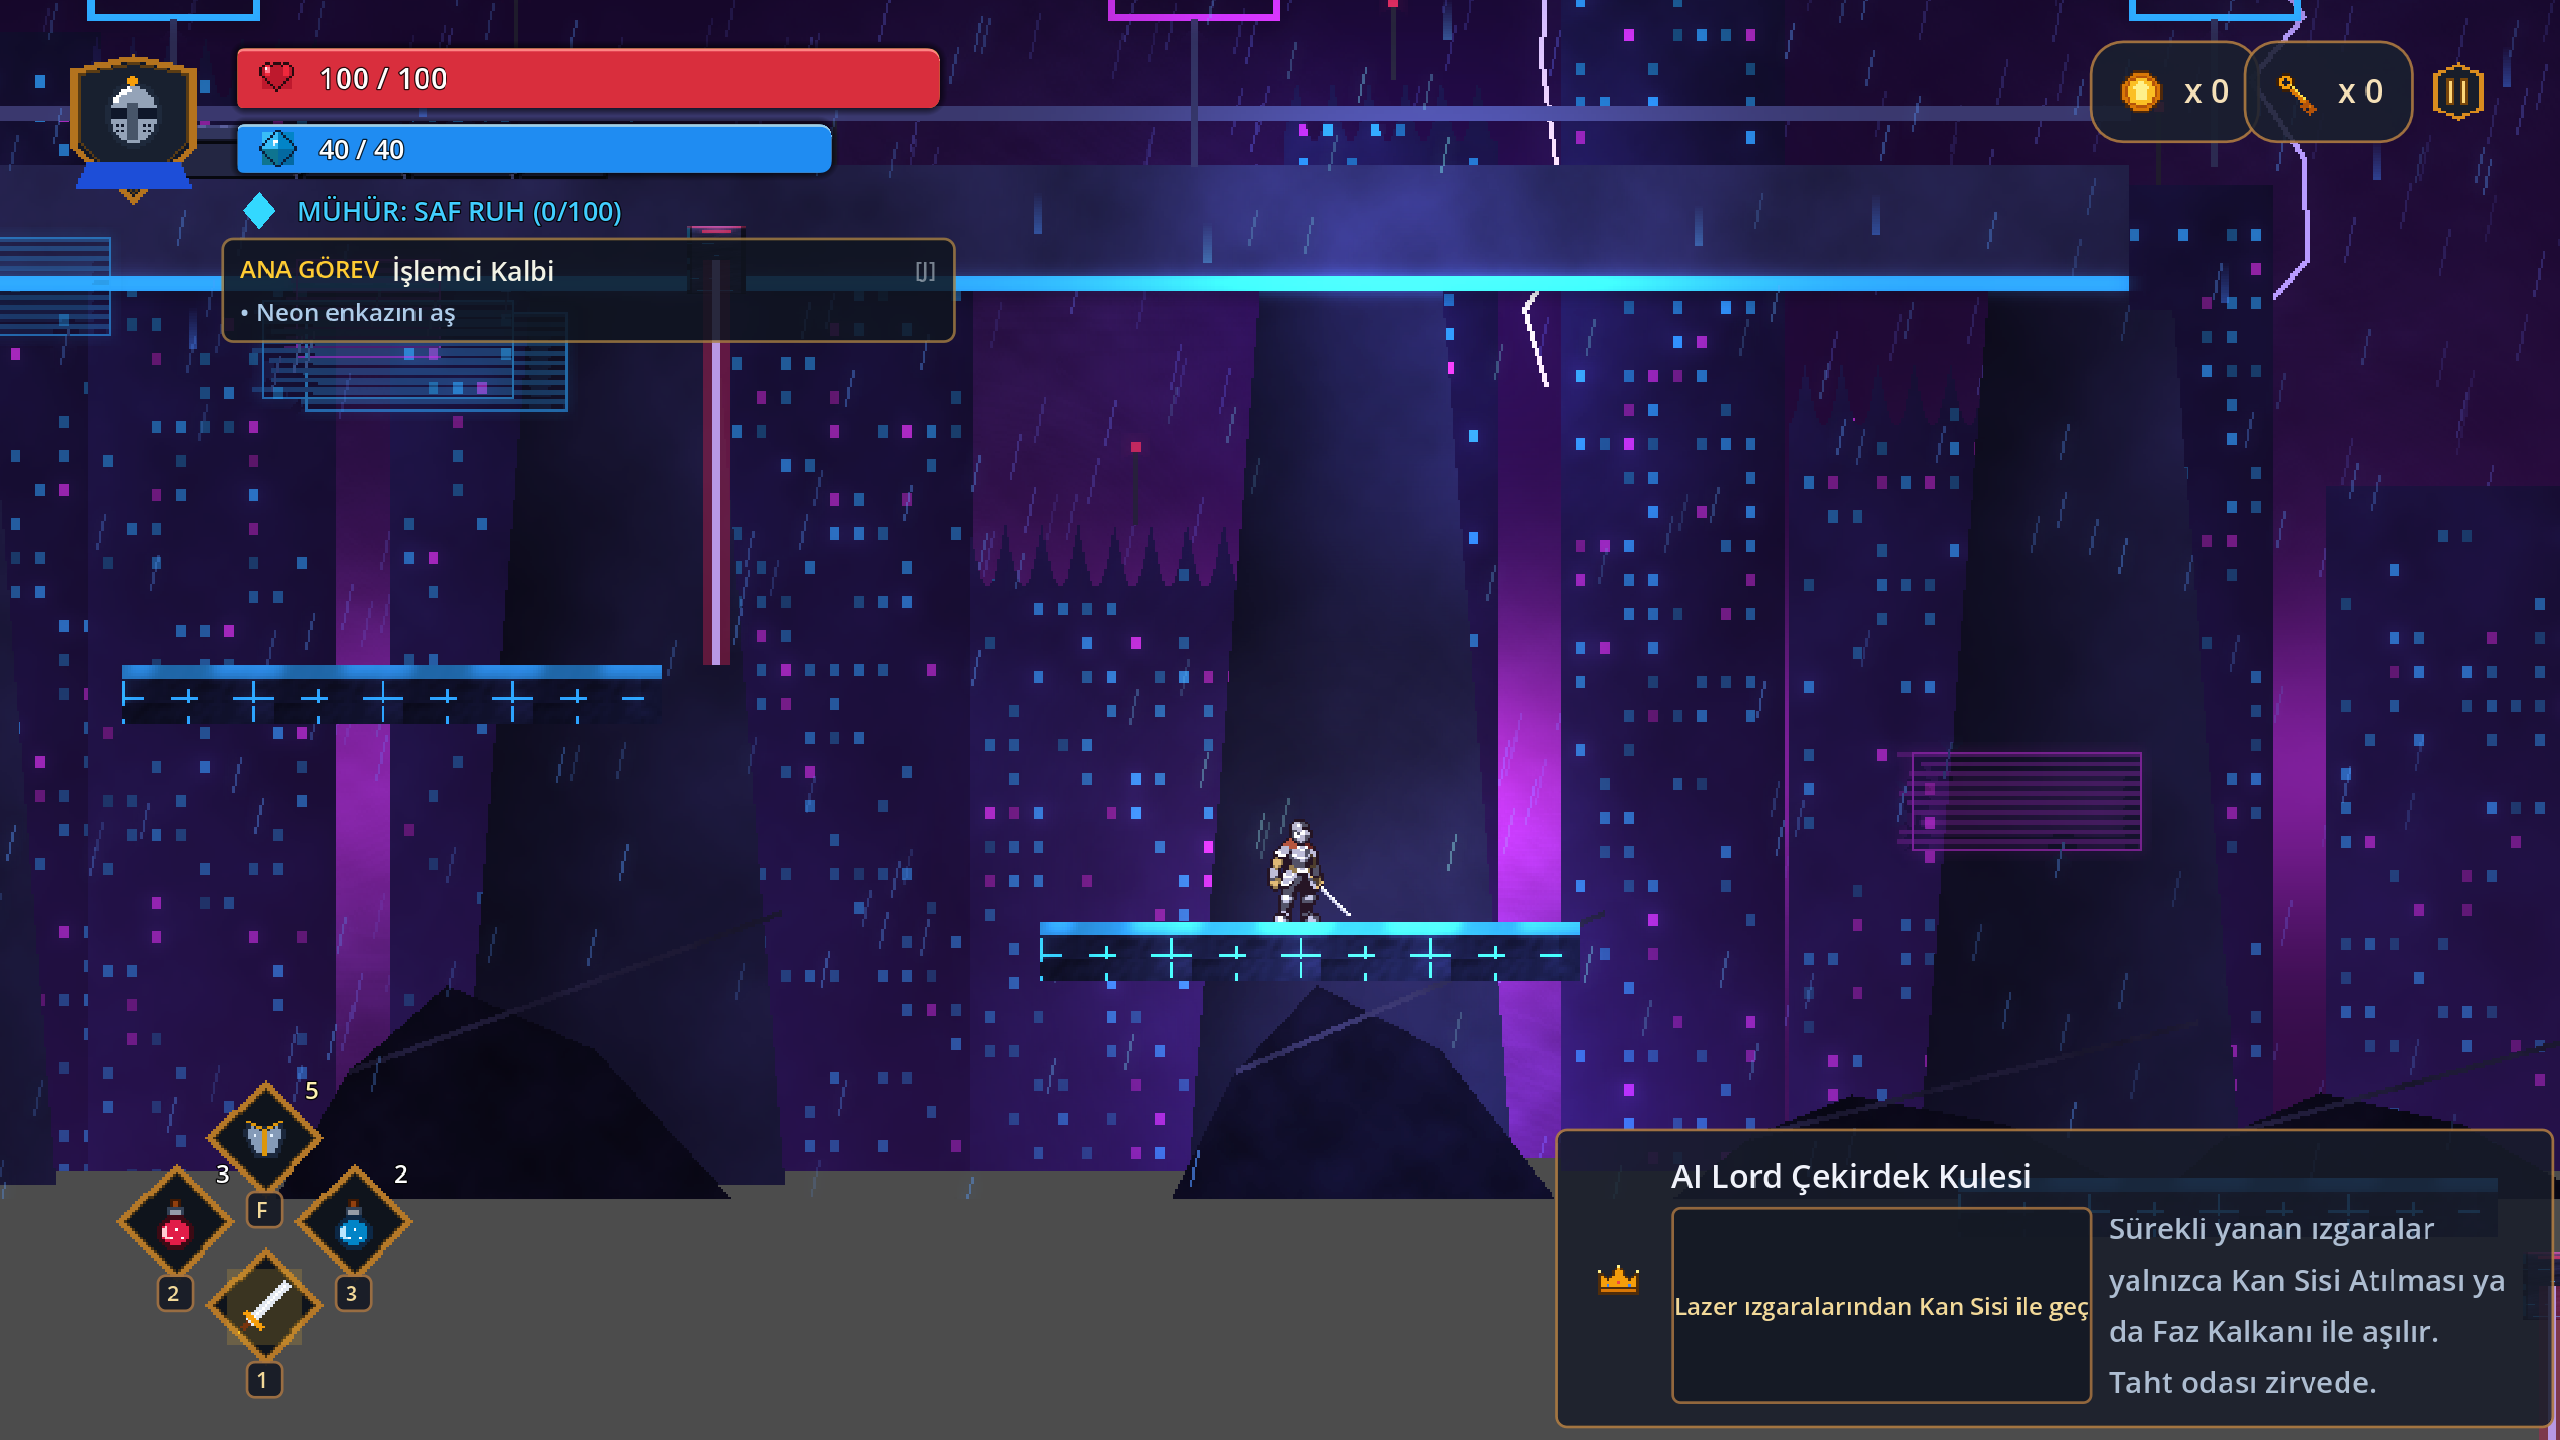 100 / 100
x 0
x 0
40 / 40
MÜHÜR: SAF RUH (0/100)
ANA GÖREV İşlemci Kalbi [J]
• Neon enkazını aş
5
3
2
F
2
3
1
AI Lord Çekirdek Kulesi
Lazer ızgaralarından Kan Sisi ile geç
Sürekli yanan ızgaralar
yalnızca Kan Sisi Atılması ya
da Faz Kalkanı ile aşılır.
Taht odası zirvede.